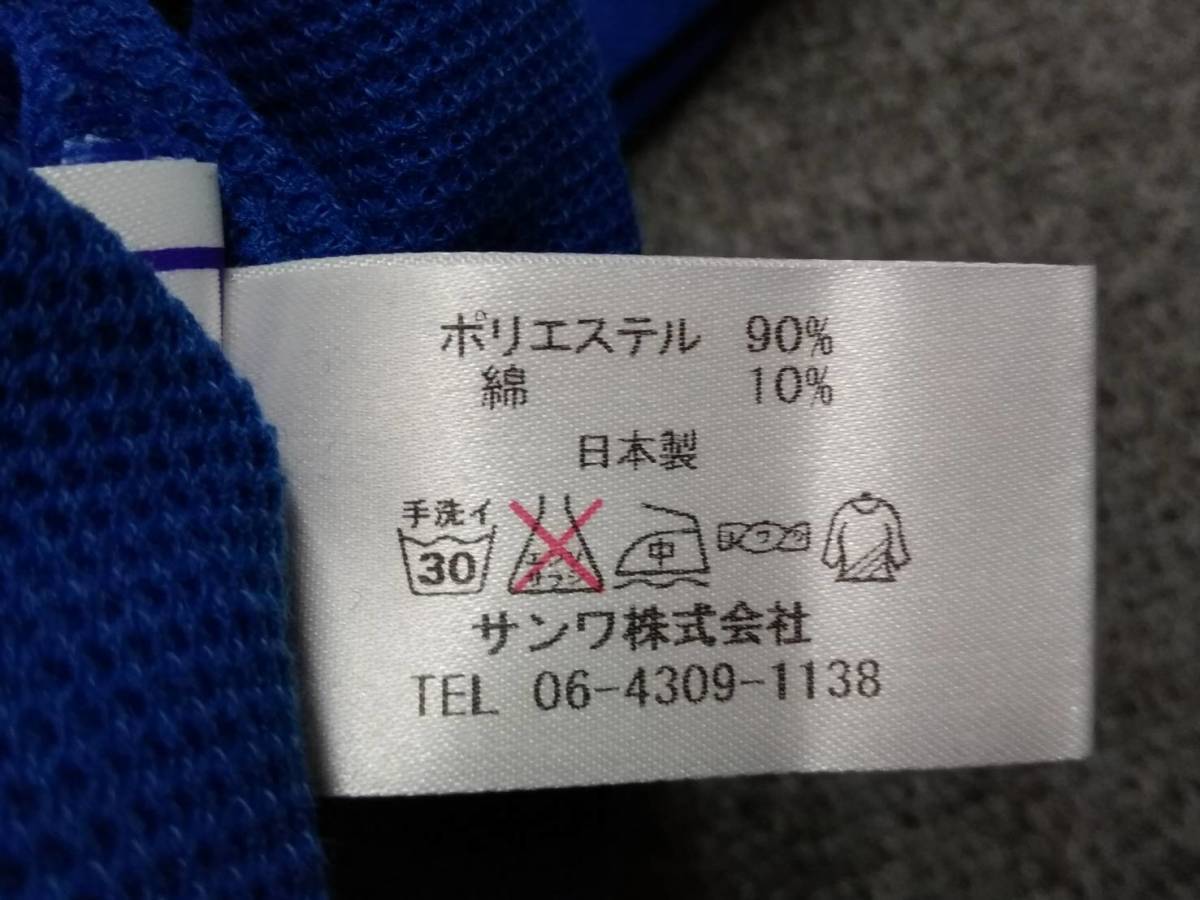 ポリエステル 90%
綿 10%
日本製
手洗イ
30
中
サンワ株式会社
TEL 06-4309-1138